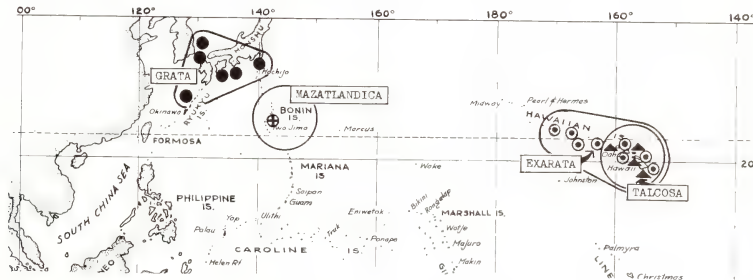 120° 140° 160° 180° 160° 140°
HONSHU
Hachijo
GRATA
Okinawa
RYUKYU IS
FORMOSA
MAZATLANDICA
BONIN
IS
Iwo Jima
Marcus
Midway
Pearl & Hermes
HAWAIIAN
IS
Oahu
Hawaii
EXARATA
Johnston
TALCOSA
20
MARIANA
IS
Wake
Saipan
Guam
SOUTH CHINA SEA
PHILIPPINE
IS.
Yap
Ulithi
Palau
Truk
Eniwetok
Ponape
CAROLINE IS.
Helen Rf
Bikini
Rongelap
MARSHALL IS.
Wotje
Majuro
Makin
Palmyra
LINE
Christmas